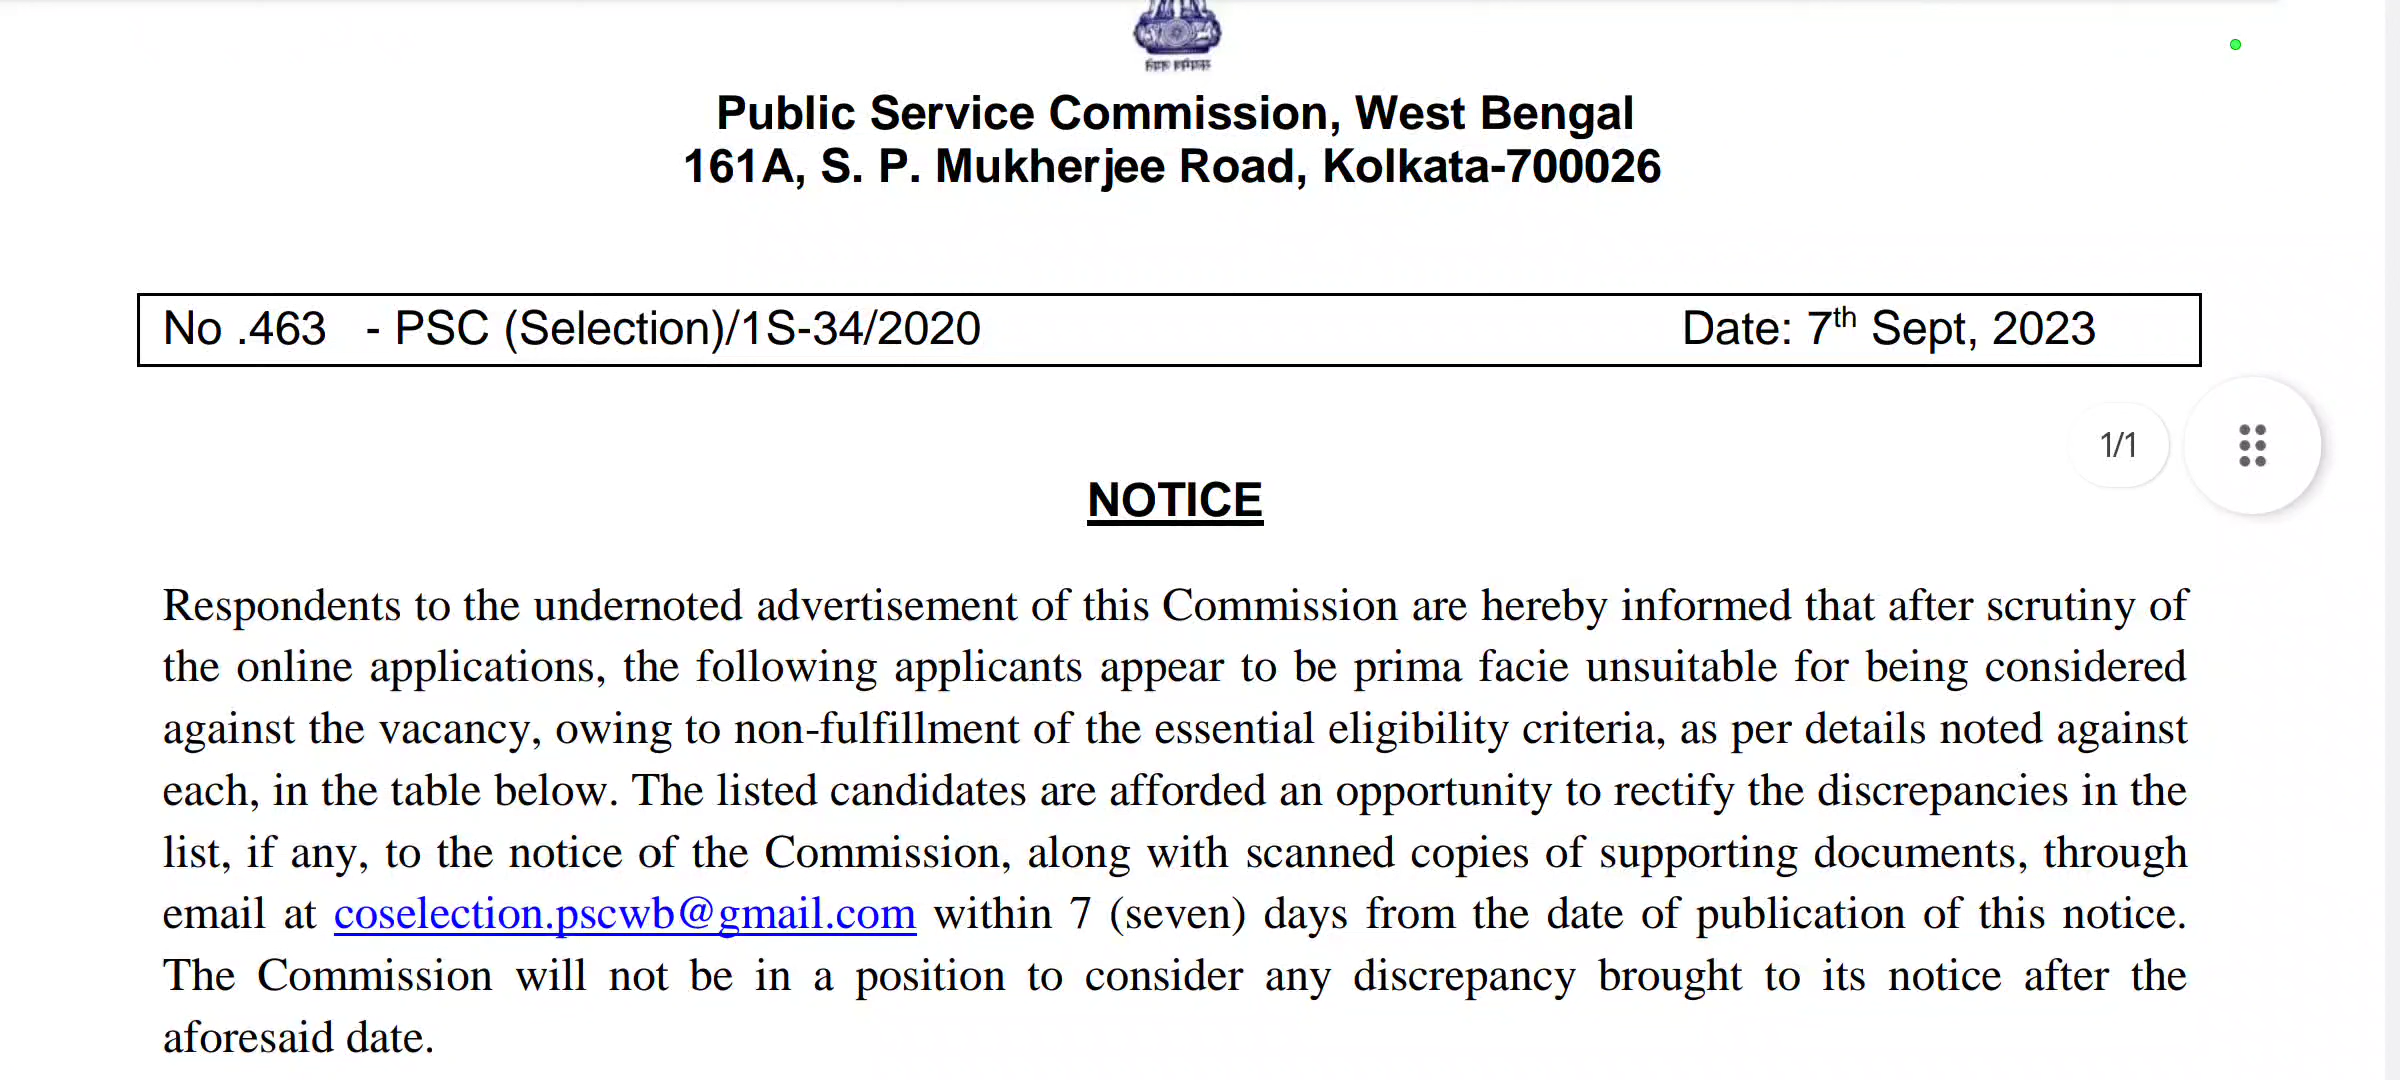 सत्यमेव जयते
Public Service Commission, West Bengal
161A, S. P. Mukherjee Road, Kolkata-700026
No .463 - PSC (Selection)/1S-34/2020 Date: 7th Sept, 2023
1/1
NOTICE
Respondents to the undernoted advertisement of this Commission are hereby informed that after scrutiny of
the online applications, the following applicants appear to be prima facie unsuitable for being considered
against the vacancy, owing to non-fulfillment of the essential eligibility criteria, as per details noted against
each, in the table below. The listed candidates are afforded an opportunity to rectify the discrepancies in the
list, if any, to the notice of the Commission, along with scanned copies of supporting documents, through
email at coselection.pscwb@gmail.com within 7 (seven) days from the date of publication of this notice.
The Commission will not be in a position to consider any discrepancy brought to its notice after the
aforesaid date.